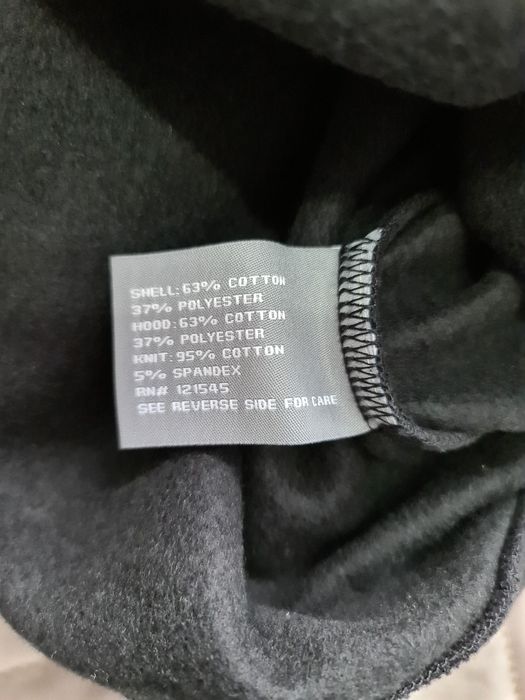 SHELL: 63% COTTON
37% POLYESTER
HOOD: 63% COTTON
37% POLYESTER
KNIT: 95% COTTON
5% SPANDEX
RN# 121545
SEE REVERSE SIDE FOR CARE